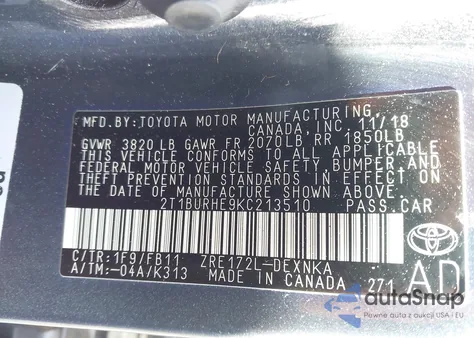 MFD.BY: TOYOTA MOTOR MANUFACTURING
CANADA, INC. 11/18
GVWR 3820 LB GAWR FR 2070LB RR 1850LB
THIS VEHICLE CONFORMS TO ALL APPLICABLE
FEDERAL MOTOR VEHICLE SAFETY, BUMPER AND
THEFT PREVENTION STANDARDS IN EFFECT ON
THE DATE OF MANUFACTURE SHOWN ABOVE.
2T1BURHE9KC213510 PASS.CAR
C/TR: 1F9/FB11 ZRE172L-DEXNKA
A/TM: -04A/K313 MADE IN CANADA 271
TOYOTA
AD
autaSnap
Pewne auta z aukcji USA i EU